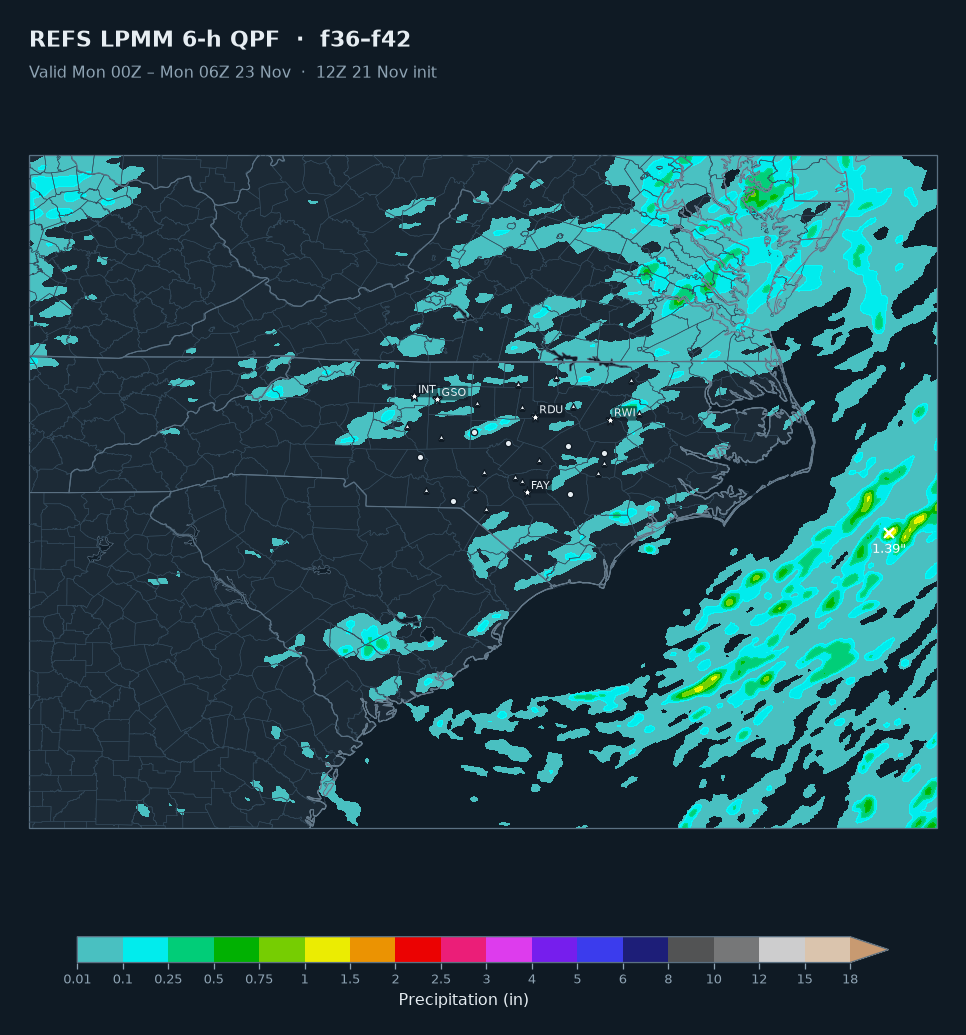 REFS LPMM 6-h QPF · f36–f42
Valid Mon 00Z – Mon 06Z 23 Nov · 12Z 21 Nov init
INT
GSO
RDU
RWI
FAY
1.39"
0.01 0.1 0.25 0.5 0.75 1 1.5 2 2.5 3 4 5 6 8 10 12 15 18
Precipitation (in)